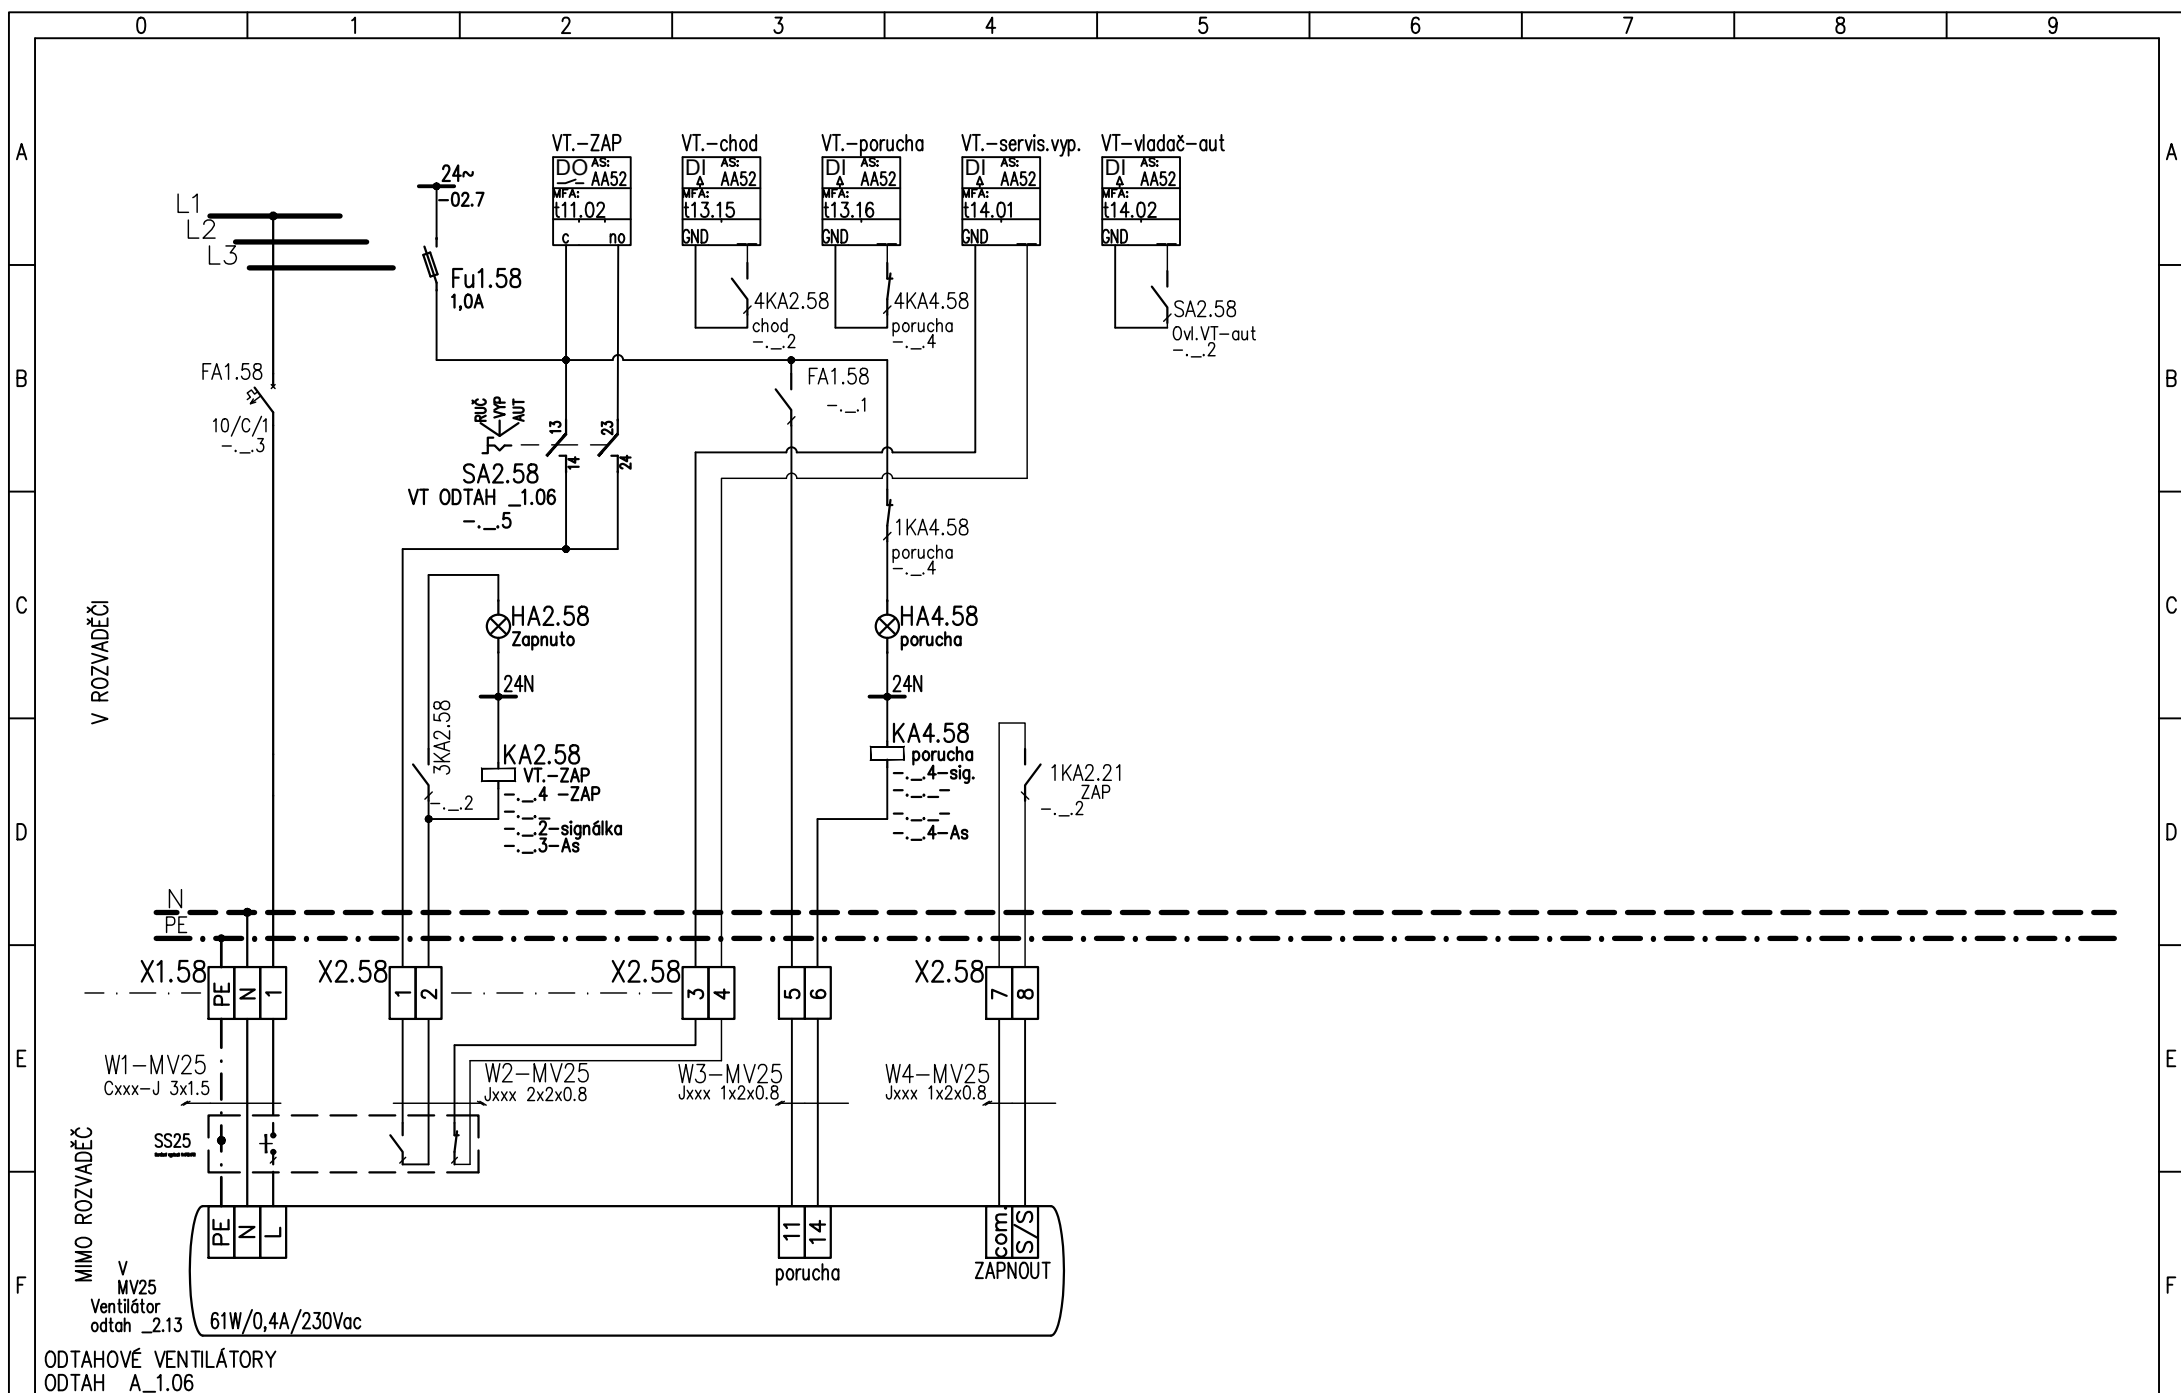 0 1 2 3 4 5 6 7 8 9
A A
B B
C C
D D
E E
F F
L1
L2
L3
24~
-02.7
Fu1.58
1,0A
VT.-ZAP
DO AS:
AA52
MFA:
t11.02
c no
VT.-chod
DI AS:
AA52
MFA:
t13.15
GND __
VT.-porucha
DI AS:
AA52
MFA:
t13.16
GND __
VT.-servis.vyp.
DI AS:
AA52
MFA:
t14.01
GND __
VT-vladač-aut
DI AS:
AA52
MFA:
t14.02
GND __
4KA2.58
chod
-._.2
4KA4.58
porucha
-._.4
SA2.58
Ovl.VT-aut
-._.2
FA1.58
10/C/1
-._.3
FA1.58
-._.1
RUČ
VYP
AUT
13
14
23
24
SA2.58
VT ODTAH _1.06
-._.5
1KA4.58
porucha
-._.4
V ROZVADĚČI
HA2.58
Zapnuto
24N
HA4.58
porucha
24N
3KA2.58
-._.2
KA2.58
VT.-ZAP
-._.4 -ZAP
-._._
-._.2-signálka
-._.3-As
KA4.58
porucha
-._.4-sig.
-._._-
-._._-
-._.4-As
1KA2.21
ZAP
-._.2
N
PE
X1.58 PE N 1
X2.58 1 2
X2.58 3 4
5 6
X2.58 7 8
W1-MV25
Cxxx-J 3x1.5
W2-MV25
Jxxx 2x2x0.8
W3-MV25
Jxxx 1x2x0.8
W4-MV25
Jxxx 1x2x0.8
SS25
MIMO ROZVADĚČ
PE N L
11 14
porucha
com. S/S
ZAPNOUT
V
MV25
Ventilátor
odtah _2.13
61W/0,4A/230Vac
ODTAHOVÉ VENTILÁTORY
ODTAH A_1.06